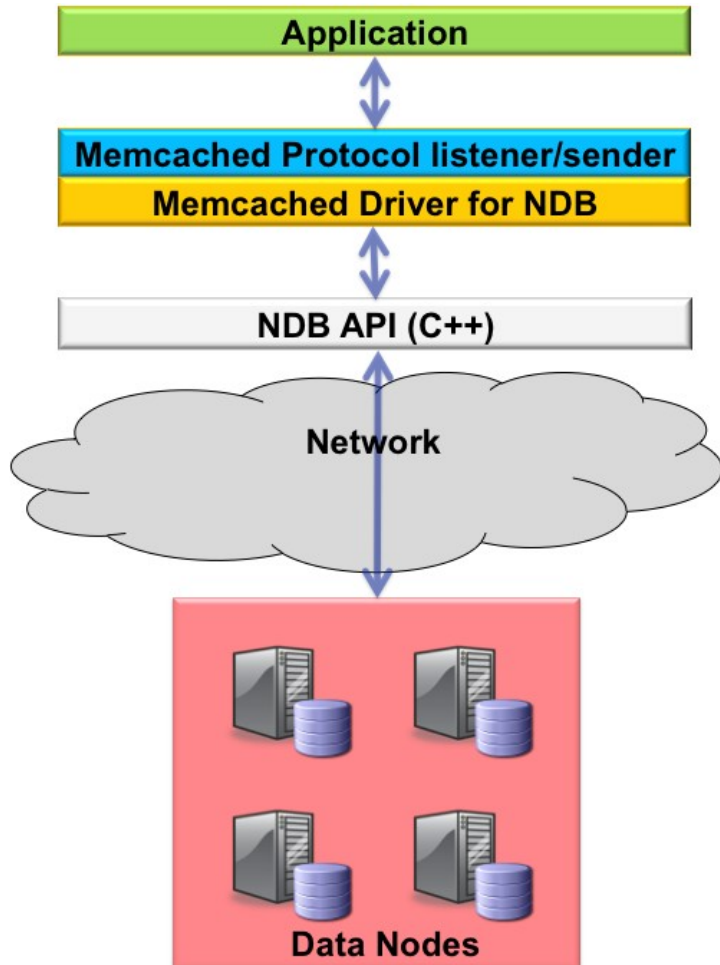 Application
Memcached Protocol listener/sender
Memcached Driver for NDB
NDB API (C++)
Network
Data Nodes